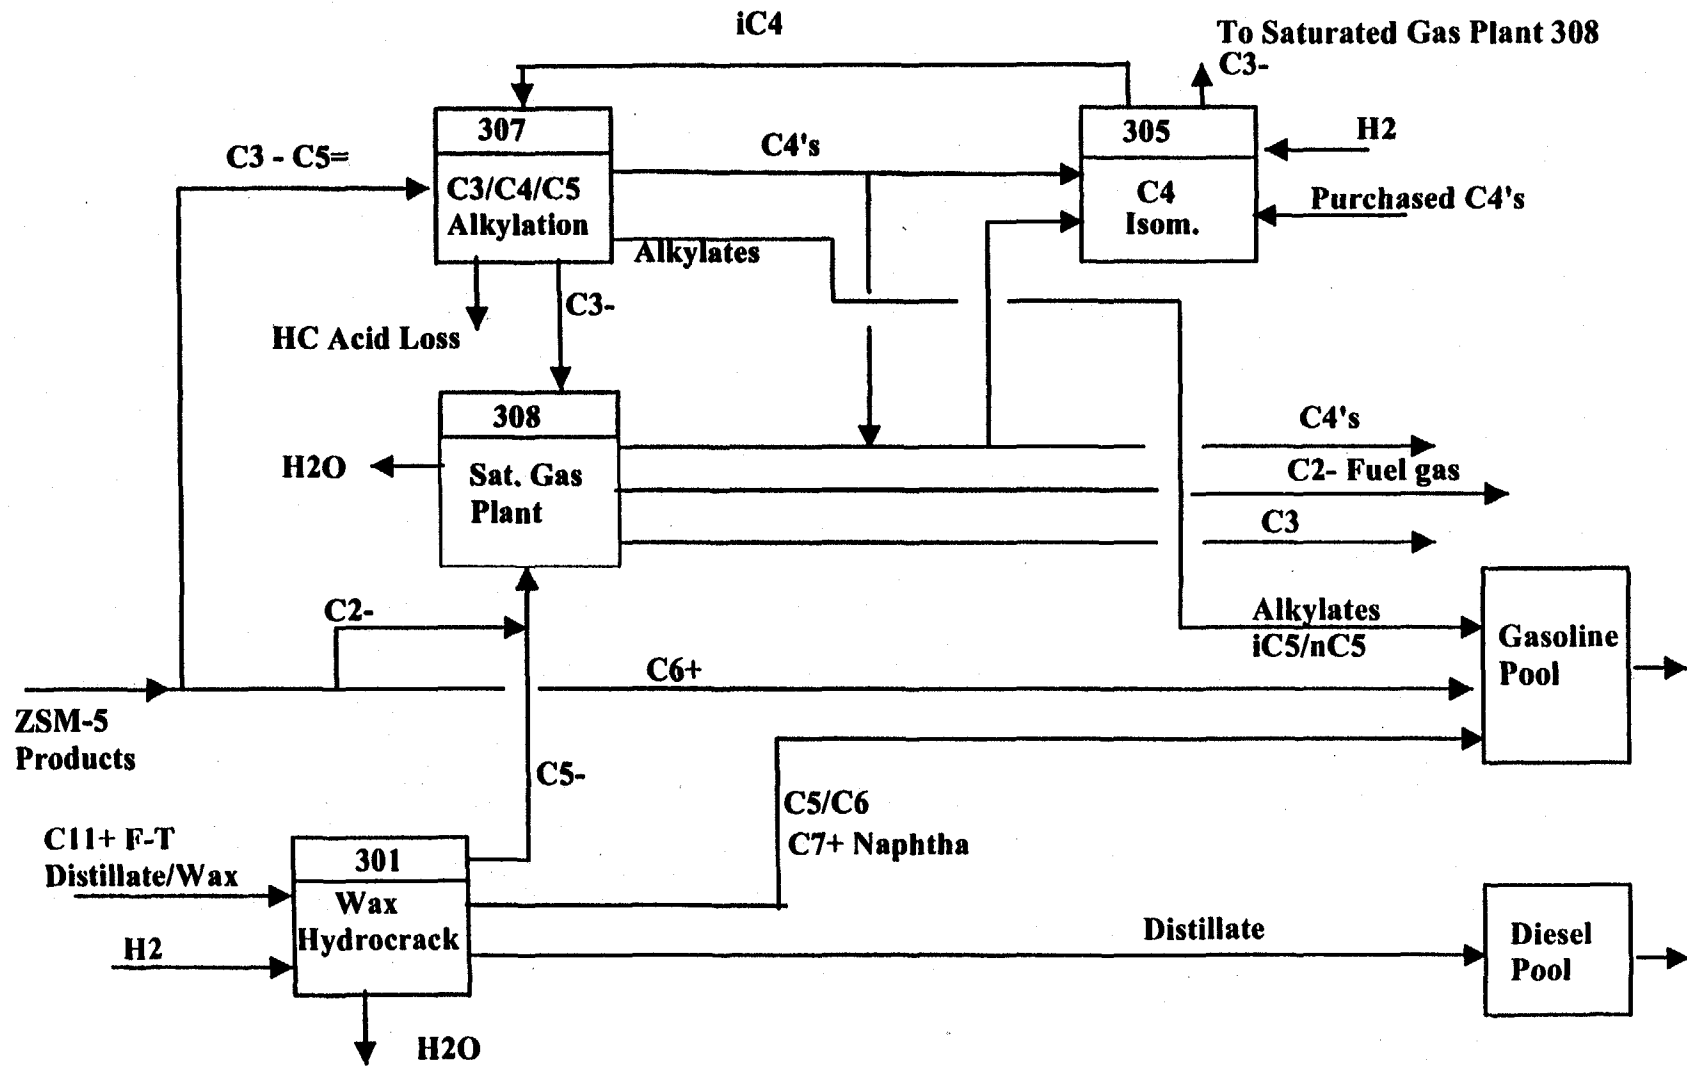 iC4
To Saturated Gas Plant 308
C3-
307
305
H2
C3 - C5=
C4's
C3/C4/C5
Alkylation
C4
Isom.
Purchased C4's
Alkylates
C3-
HC Acid Loss
308
C4's
H2O
Sat. Gas
Plant
C2- Fuel gas
C3
C2-
Alkylates
iC5/nC5
Gasoline
Pool
C6+
ZSM-5
Products
C5-
C5/C6
C7+ Naphtha
C11+ F-T
Distillate/Wax
301
Wax
Hydrocrack
H2
Distillate
Diesel
Pool
H2O